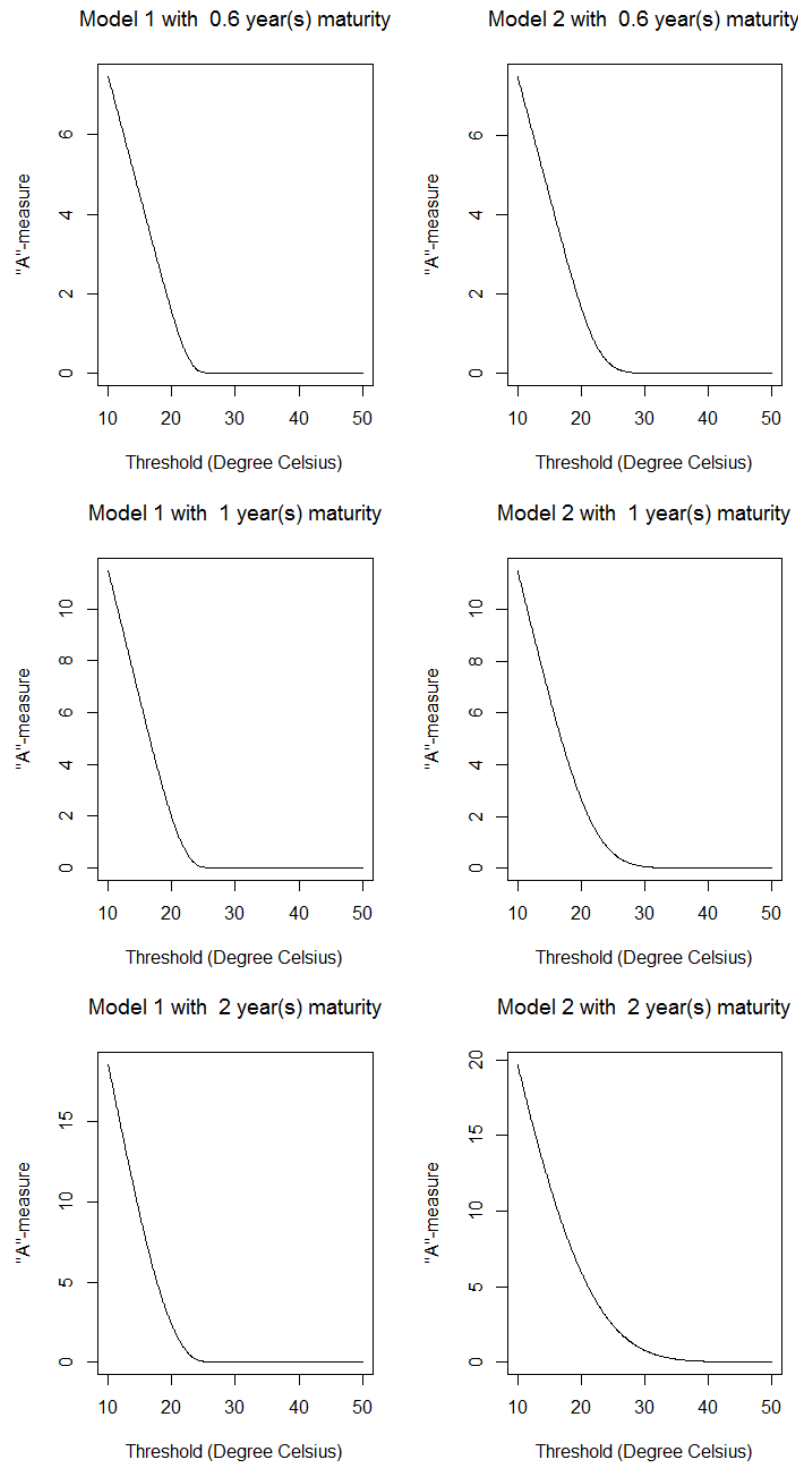 Model 1 with 0.6 year(s) maturity
"A"-measure
6
4
2
0
10 20 30 40 50
Threshold (Degree Celsius)
Model 2 with 0.6 year(s) maturity
"A"-measure
6
4
2
0
10 20 30 40 50
Threshold (Degree Celsius)
Model 1 with 1 year(s) maturity
"A"-measure
10
8
6
4
2
0
10 20 30 40 50
Threshold (Degree Celsius)
Model 2 with 1 year(s) maturity
"A"-measure
10
8
6
4
2
0
10 20 30 40 50
Threshold (Degree Celsius)
Model 1 with 2 year(s) maturity
"A"-measure
15
10
5
0
10 20 30 40 50
Threshold (Degree Celsius)
Model 2 with 2 year(s) maturity
"A"-measure
20
15
10
5
0
10 20 30 40 50
Threshold (Degree Celsius)